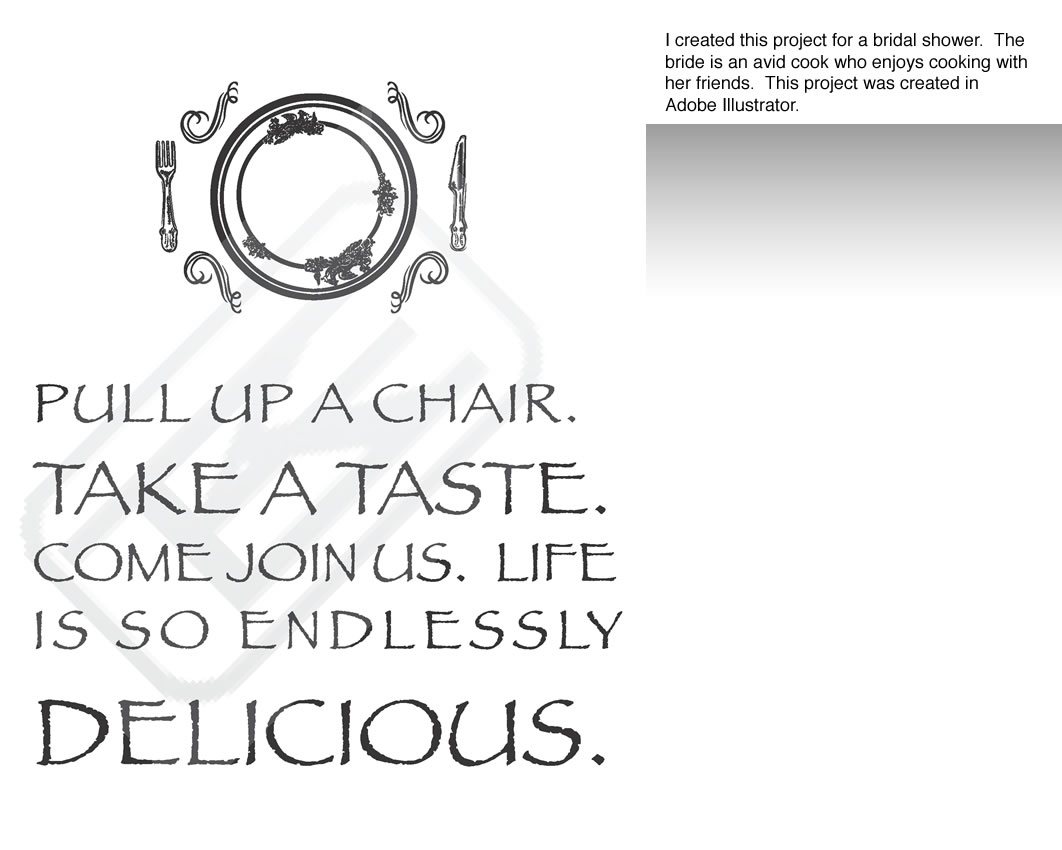 I created this project for a bridal shower.  The
bride is an avid cook who enjoys cooking with
her friends.  This project was created in
Adobe Illustrator.
PULL UP A CHAIR.
TAKE A TASTE.
COME JOIN US.  LIFE
IS SO ENDLESSLY
DELICIOUS.